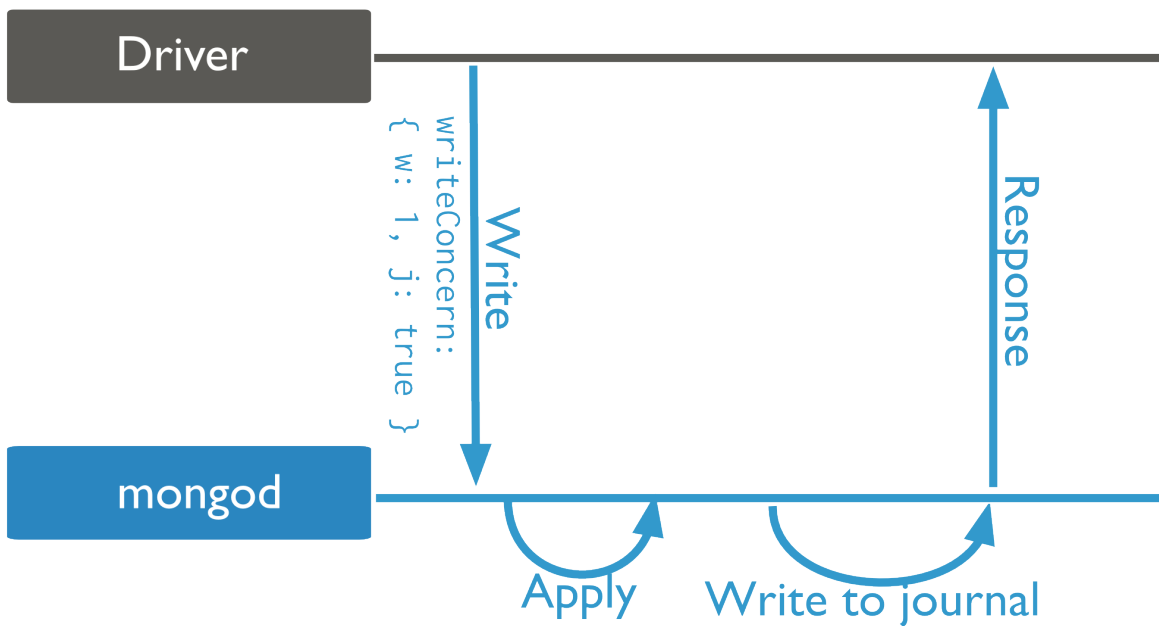 Driver
writeConcern:
{ w: 1, j: true }
Write
Response
mongod
Apply
Write to journal